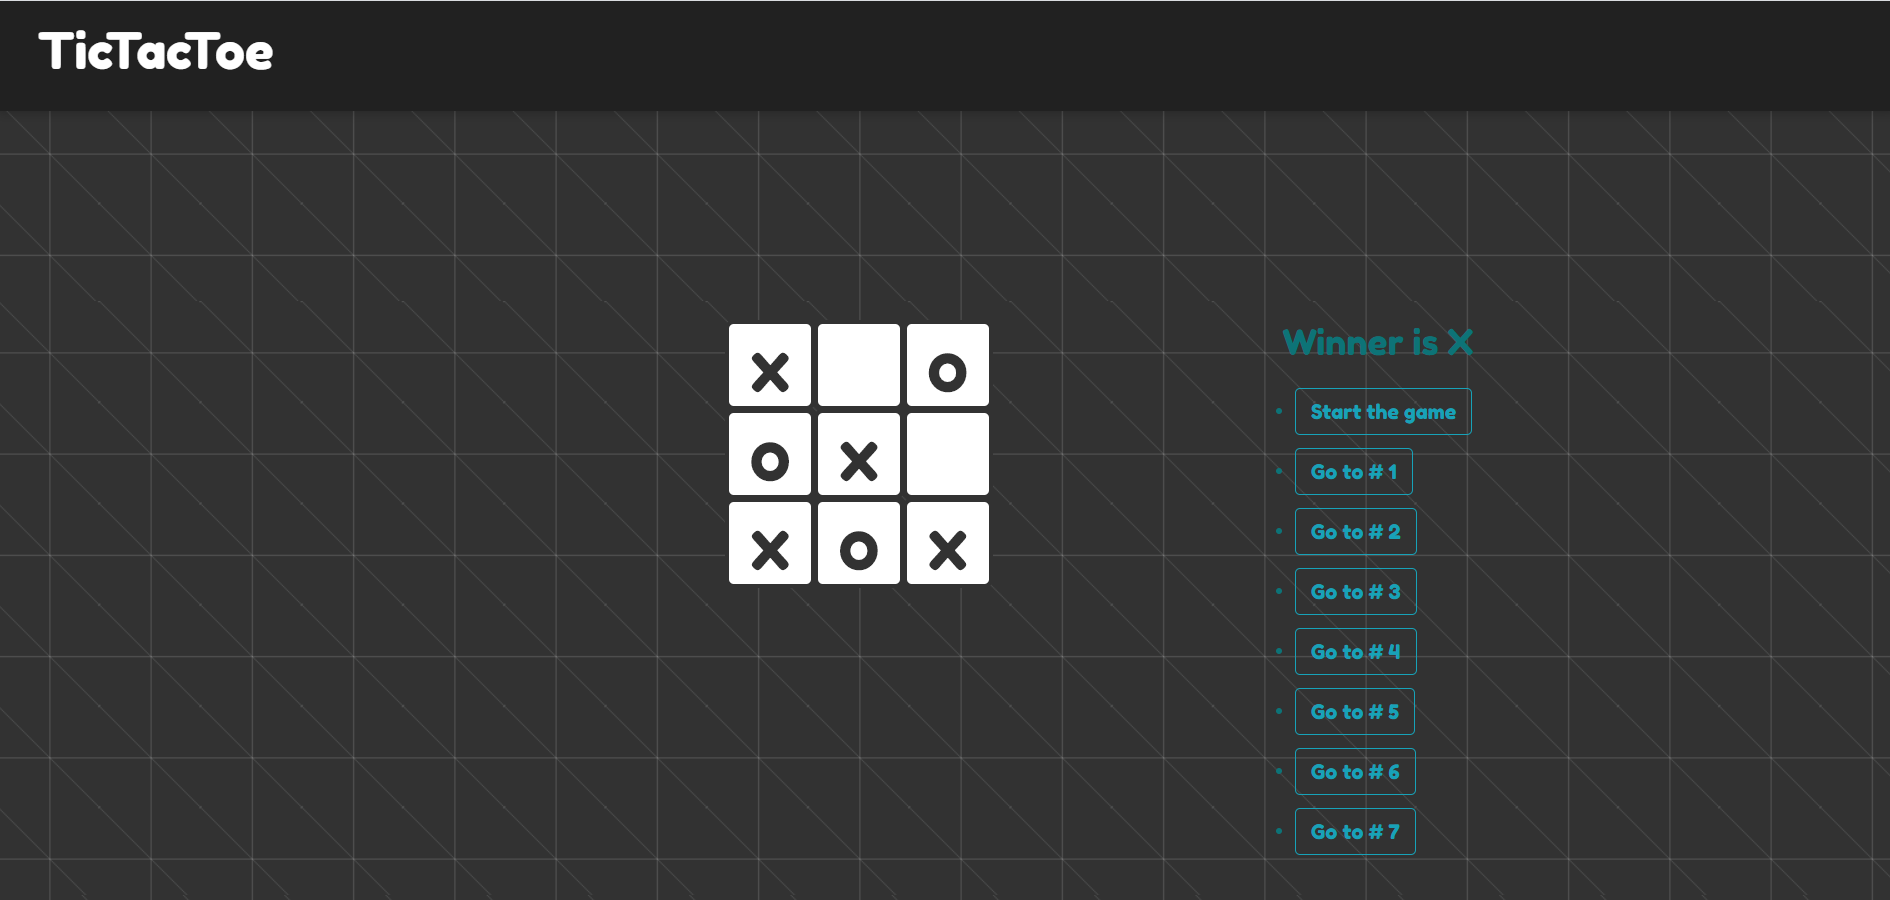 TicTacToe
X O
O X
X O X
Winner is X
Start the game
Go to # 1
Go to # 2
Go to # 3
Go to # 4
Go to # 5
Go to # 6
Go to # 7